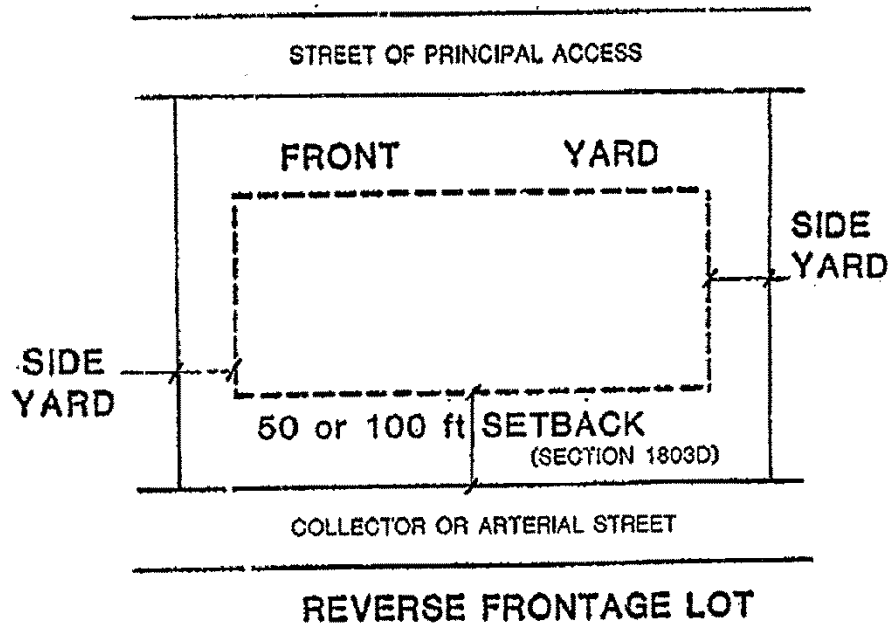 STREET OF PRINCIPAL ACCESS
FRONT YARD
SIDE
YARD
SIDE
YARD
50 or 100 ft SETBACK
(SECTION 1803D)
COLLECTOR OR ARTERIAL STREET
REVERSE FRONTAGE LOT